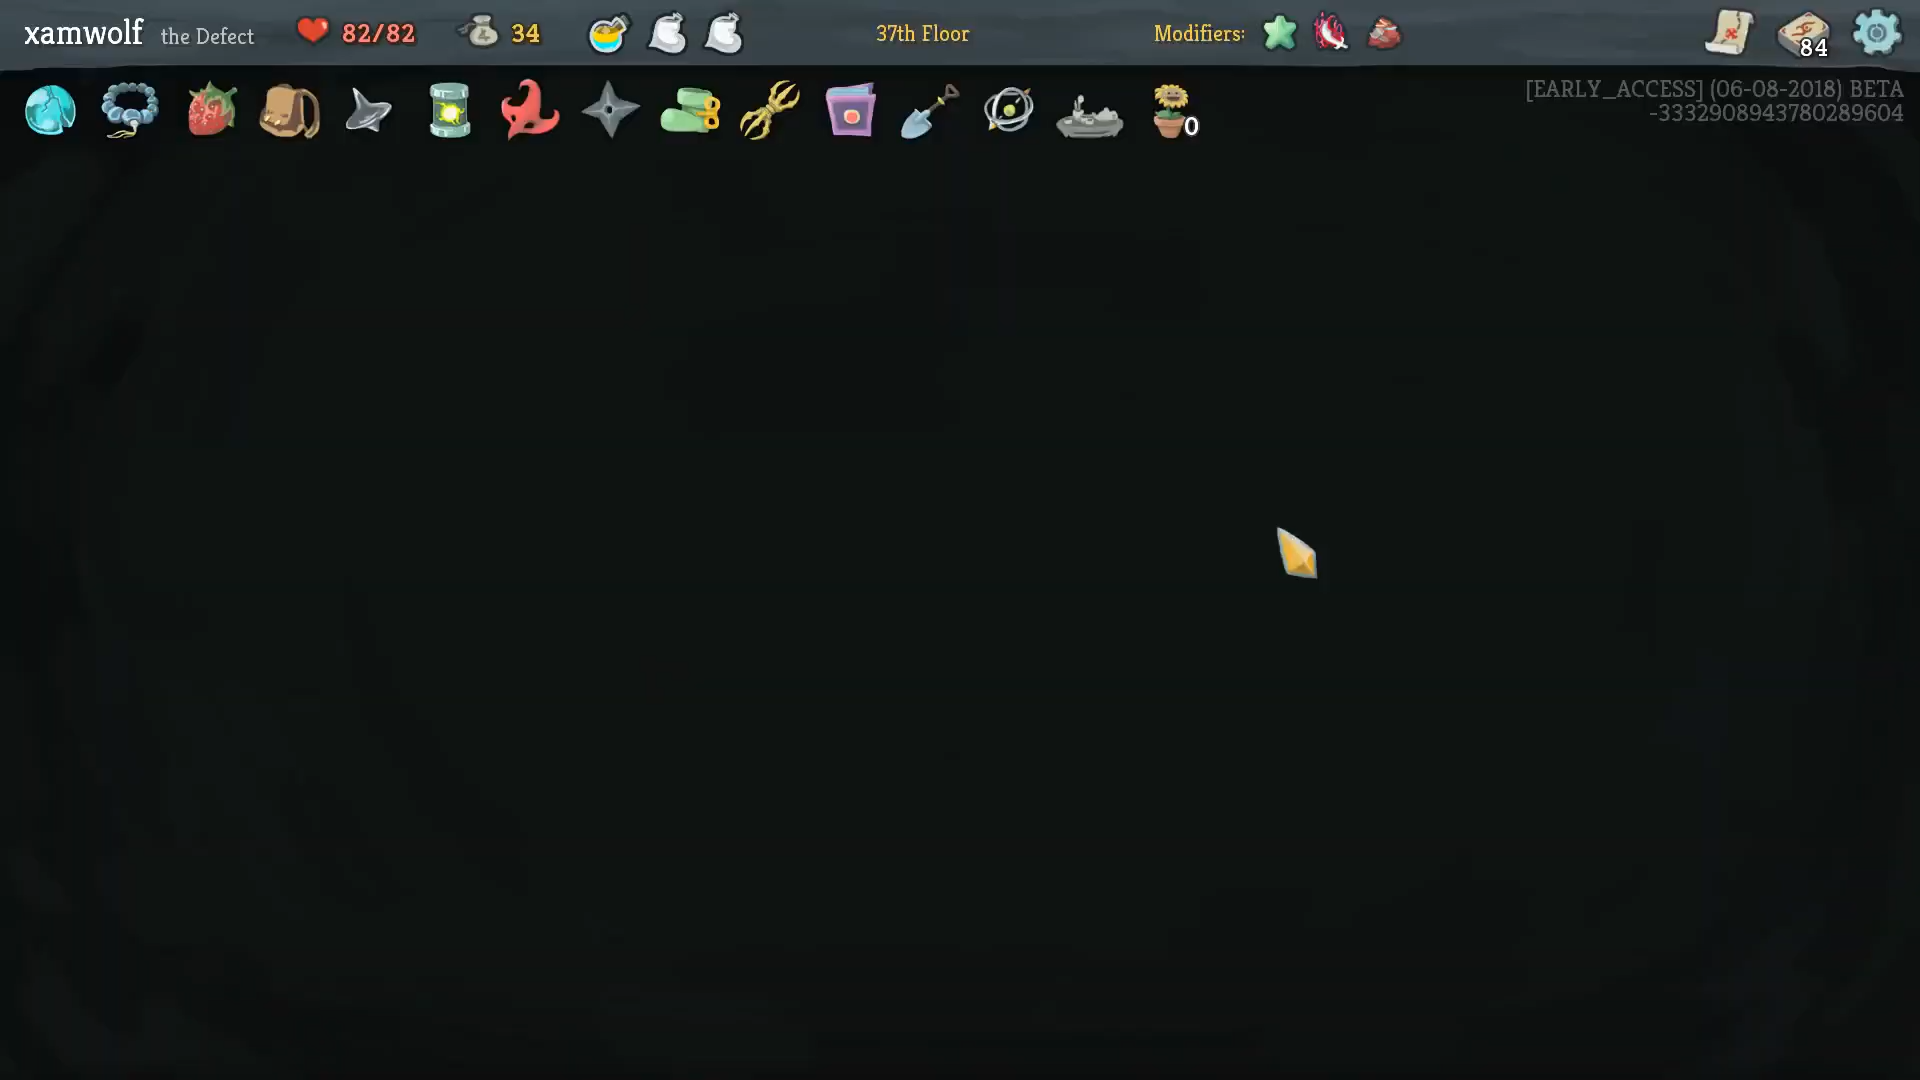 xamwolf the Defect 82/82 34 37th Floor Modifiers: 84
[EARLY_ACCESS] (06-08-2018) BETA
-3332908943780289604
0